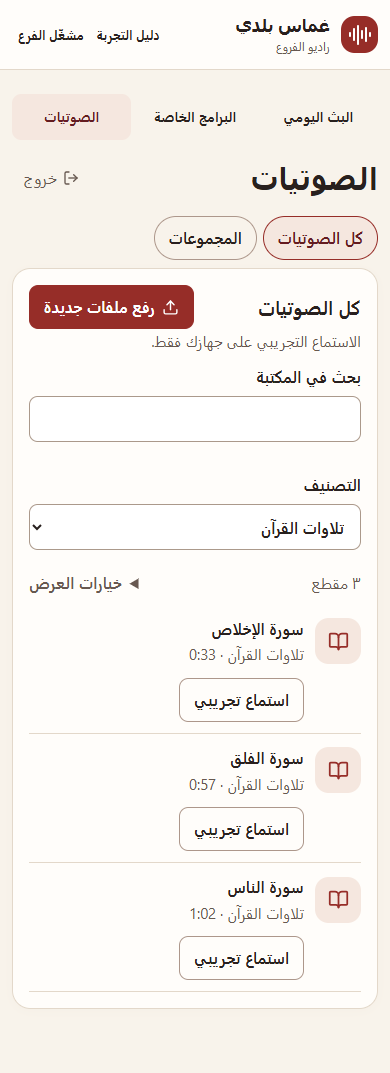 غماس بلدي
راديو الفروع
دليل التجربة
مشغّل الفرع
البث اليومي
البرامج الخاصة
الصوتيات
الصوتيات
خروج
كل الصوتيات
المجموعات
كل الصوتيات
رفع ملفات جديدة
الاستماع التجريبي على جهازك فقط.
بحث في المكتبة
التصنيف
تلاوات القرآن
٣ مقطع
خيارات العرض
سورة الإخلاص
تلاوات القرآن · 0:33
استماع تجريبي
سورة الفلق
تلاوات القرآن · 0:57
استماع تجريبي
سورة الناس
تلاوات القرآن · 1:02
استماع تجريبي